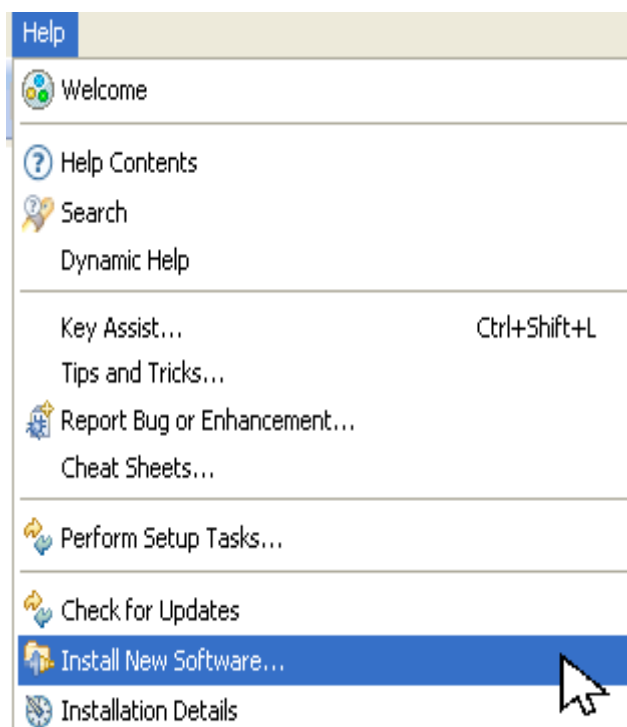 Help
Welcome
Help Contents
Search
Dynamic Help
Key Assist... Ctrl+Shift+L
Tips and Tricks...
Report Bug or Enhancement...
Cheat Sheets...
Perform Setup Tasks...
Check for Updates
Install New Software...
Installation Details